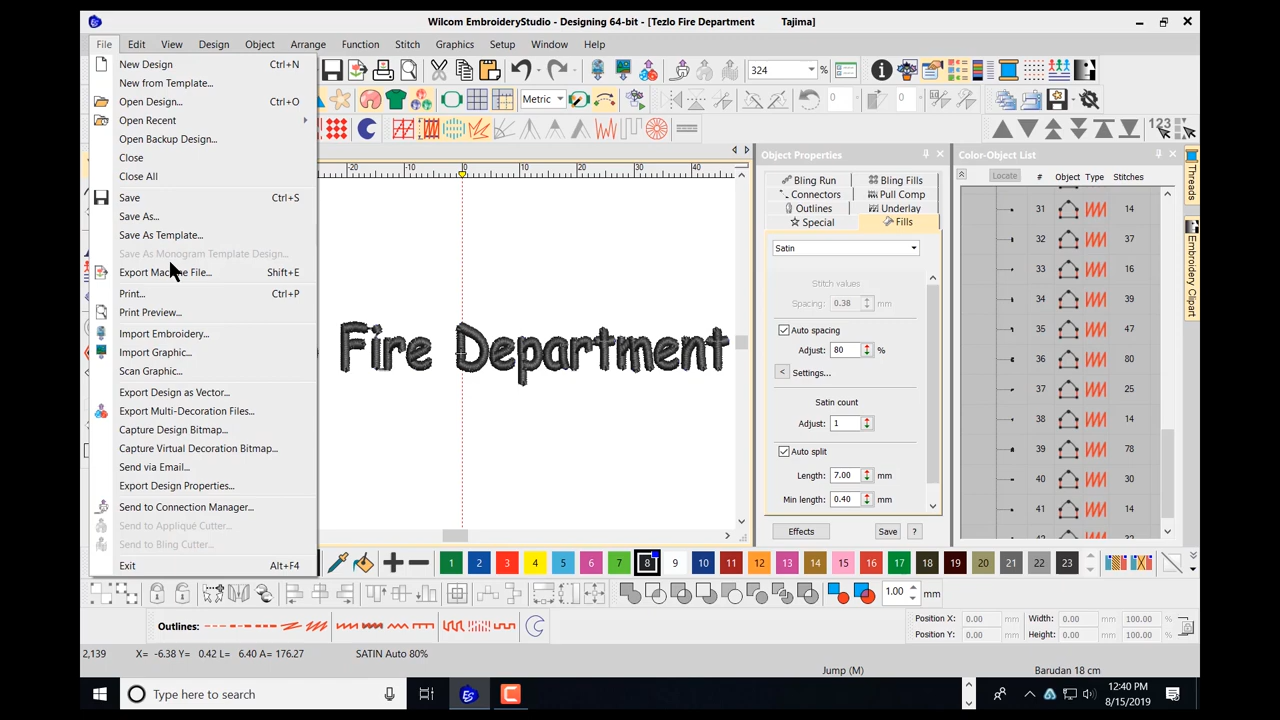 Wilcom EmbroideryStudio - Designing 64-bit - [Tezlo Fire Department Tajima]
File Edit View Design Object Arrange Function Stitch Graphics Setup Window Help
New Design Ctrl+N
New from Template...
Open Design... Ctrl+O
Open Recent
Open Backup Design...
Close
Close All
Save Ctrl+S
Save As...
Save As Template...
Save As Monogram Template Design...
Export Machine File... Shift+E
Print... Ctrl+P
Print Preview...
Import Embroidery...
Import Graphic...
Scan Graphic...
Export Design as Vector...
Export Multi-Decoration Files...
Capture Design Bitmap...
Capture Virtual Decoration Bitmap...
Send via Email...
Export Design Properties...
Send to Connection Manager...
Send to Appliqué Cutter...
Send to Bling Cutter...
Exit Alt+F4
324 %
Metric 0 0
123
-20 -10 0 10 20 30 40
Fire Department
Object Properties
Bling Run Bling Fills
Connectors Pull Comp
Outlines Underlay
Special Fills
Satin
Stitch values
Spacing: 0.38 mm
Auto spacing
Adjust: 80 %
< Settings...
Satin count
Adjust: 1
Auto split
Length: 7.00 mm
Min length: 0.40 mm
Effects Save ?
Color-Object List
Locate # Object Type Stitches
31 14
32 37
33 16
34 39
35 47
36 80
37 25
38 14
39 78
40 30
41 14
Threads
Embroidery Clipart
1 2 3 4 5 6 7 8 9 10 11 12 13 14 15 16 17 18 19 20 21 22 23
1.00 mm
Outlines:
Position X: 0.00 mm Width: 0.00 mm 100.00 %
Position Y: 0.00 mm Height: 0.00 mm 100.00 %
2,139 X= -6.38 Y= 0.42 L= 6.40 A= 176.27 SATIN Auto 80%
Jump (M) Barudan 18 cm
Type here to search
12:40 PM
8/15/2019